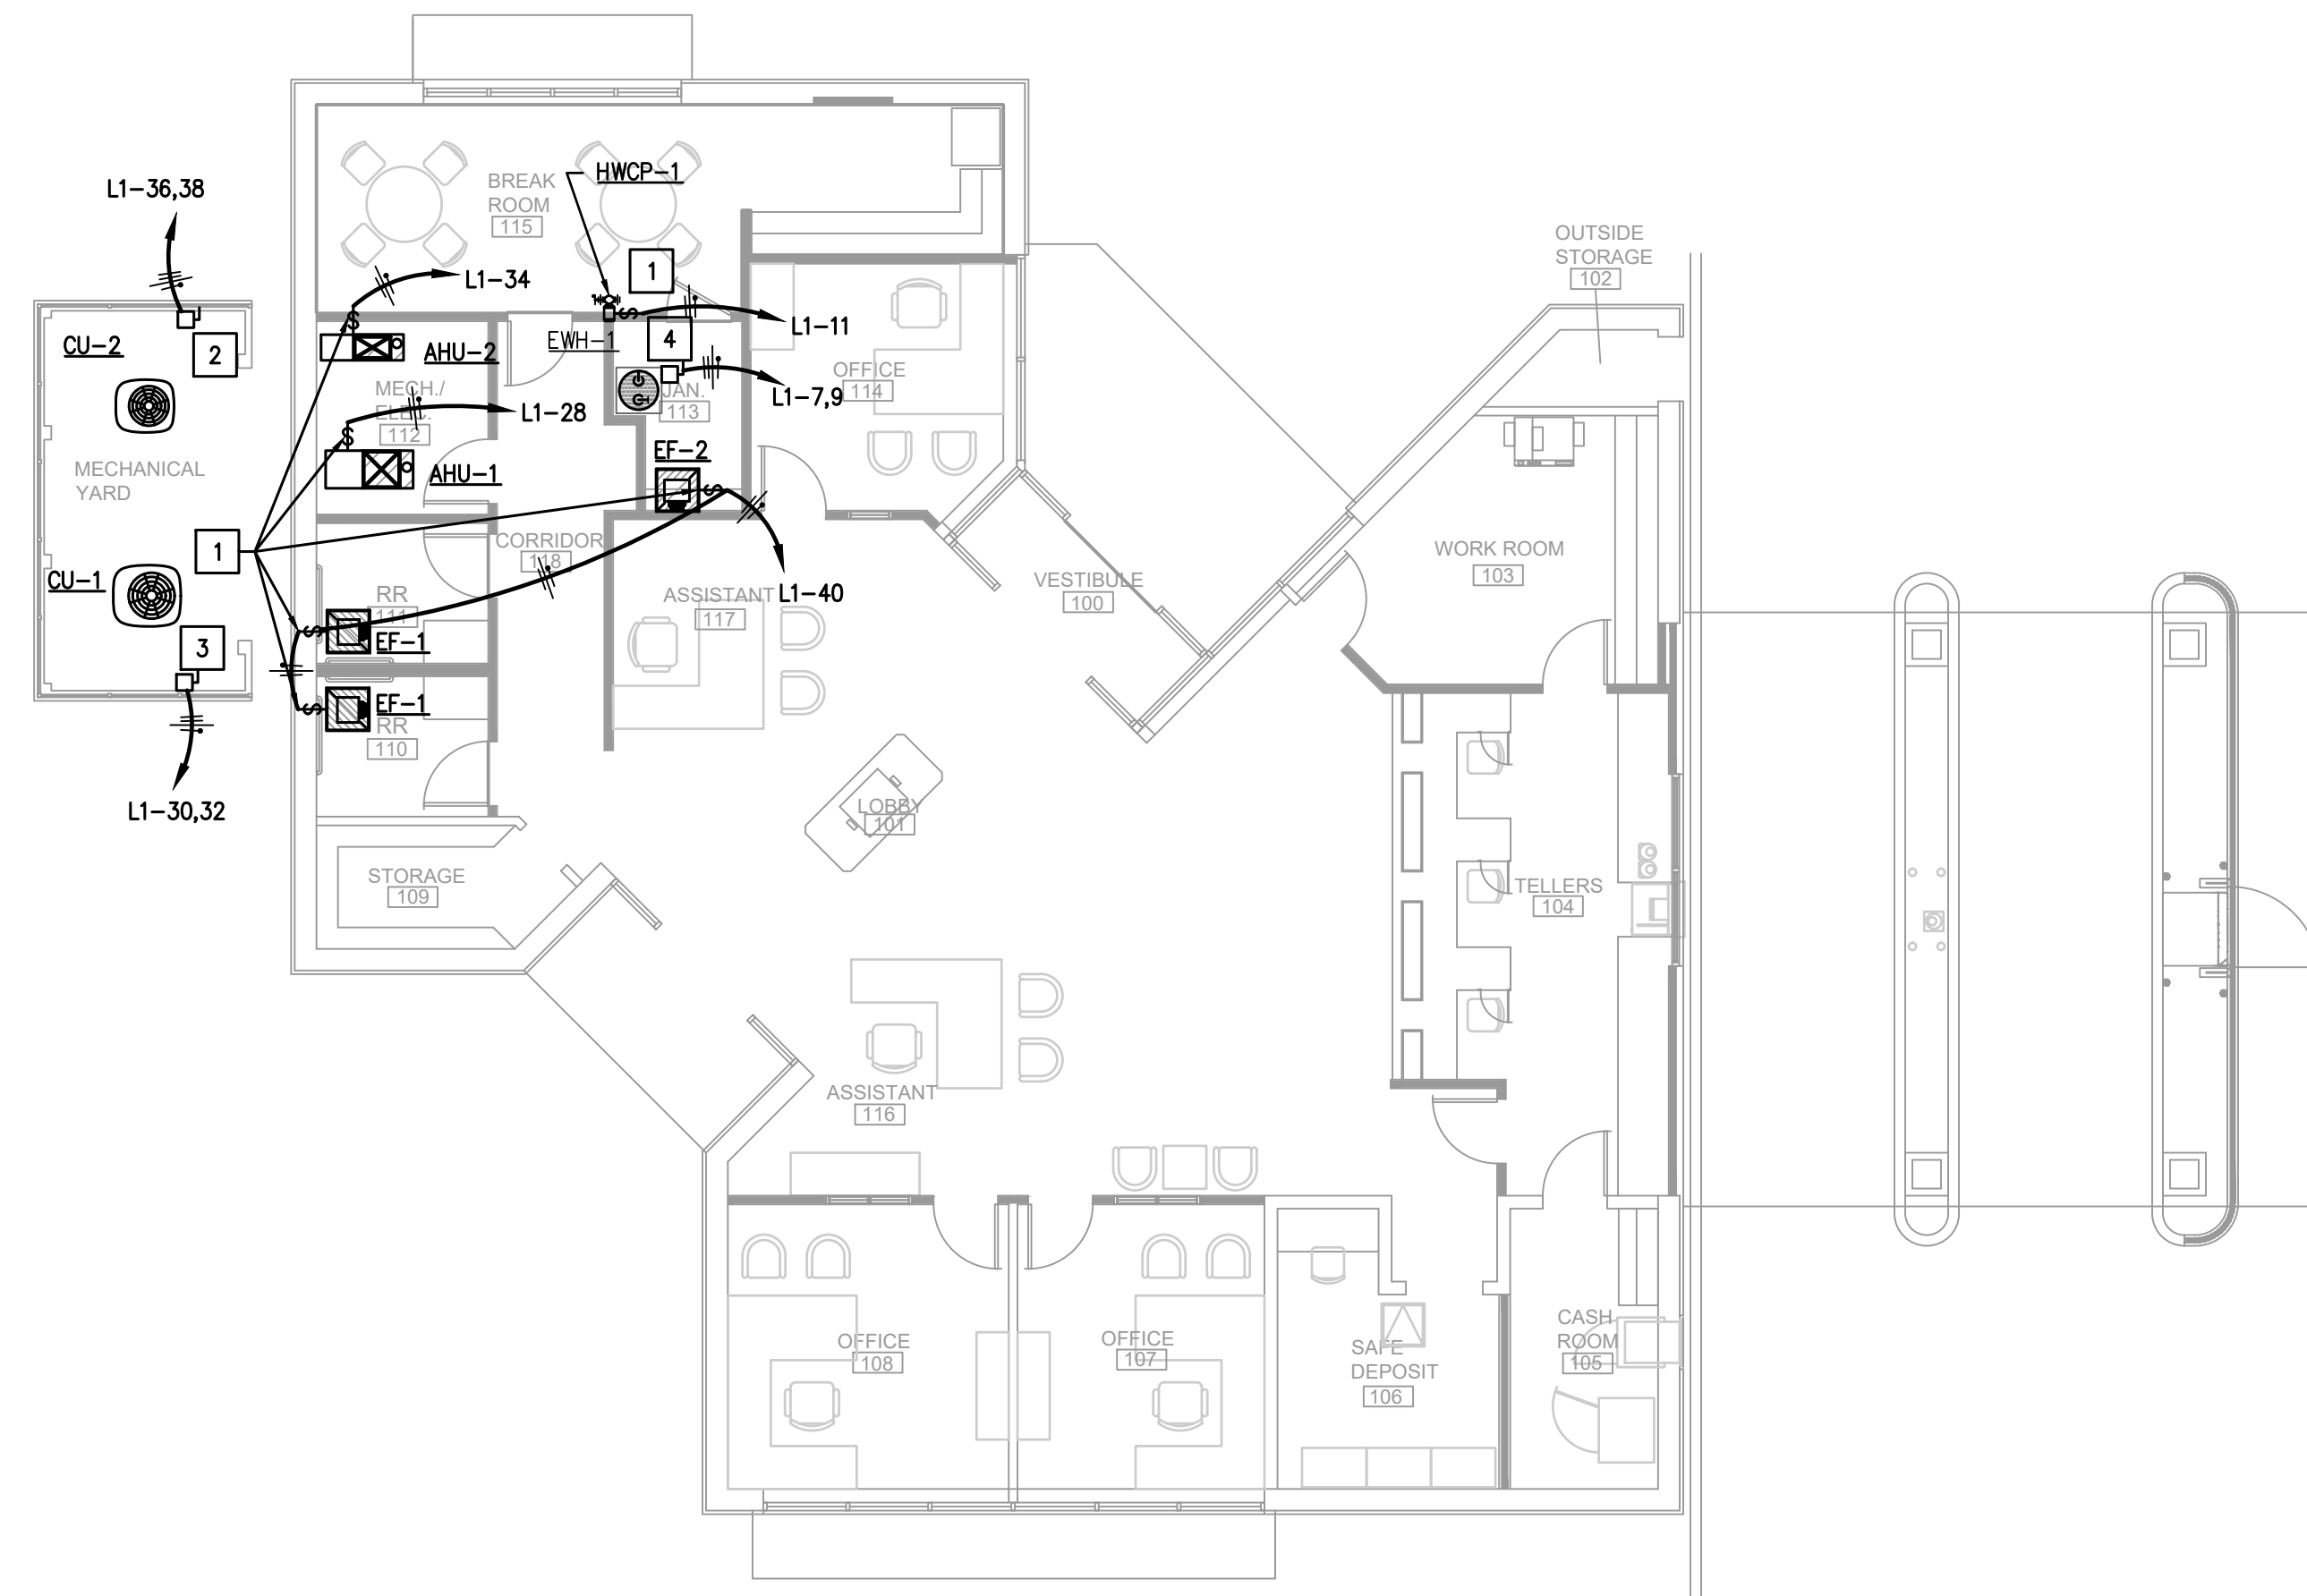 L1-36,38
CU-2
2
MECHANICAL
YARD
1
CU-1
3
L1-30,32
BREAK
ROOM
115
HWCP-1
1
L1-34
L1-11
EWH-1
4
AHU-2
MECH./
ELEC.
112
L1-28
AHU-1
JAN.
113
L1-7,9
OFFICE
114
EF-2
CORRIDOR
118
L1-40
RR
111
EF-1
EF-1
RR
110
ASSISTANT
117
VESTIBULE
100
OUTSIDE
STORAGE
102
WORK ROOM
103
LOBBY
101
STORAGE
109
TELLERS
104
ASSISTANT
116
OFFICE
108
OFFICE
107
SAFE
DEPOSIT
106
CASH
ROOM
105